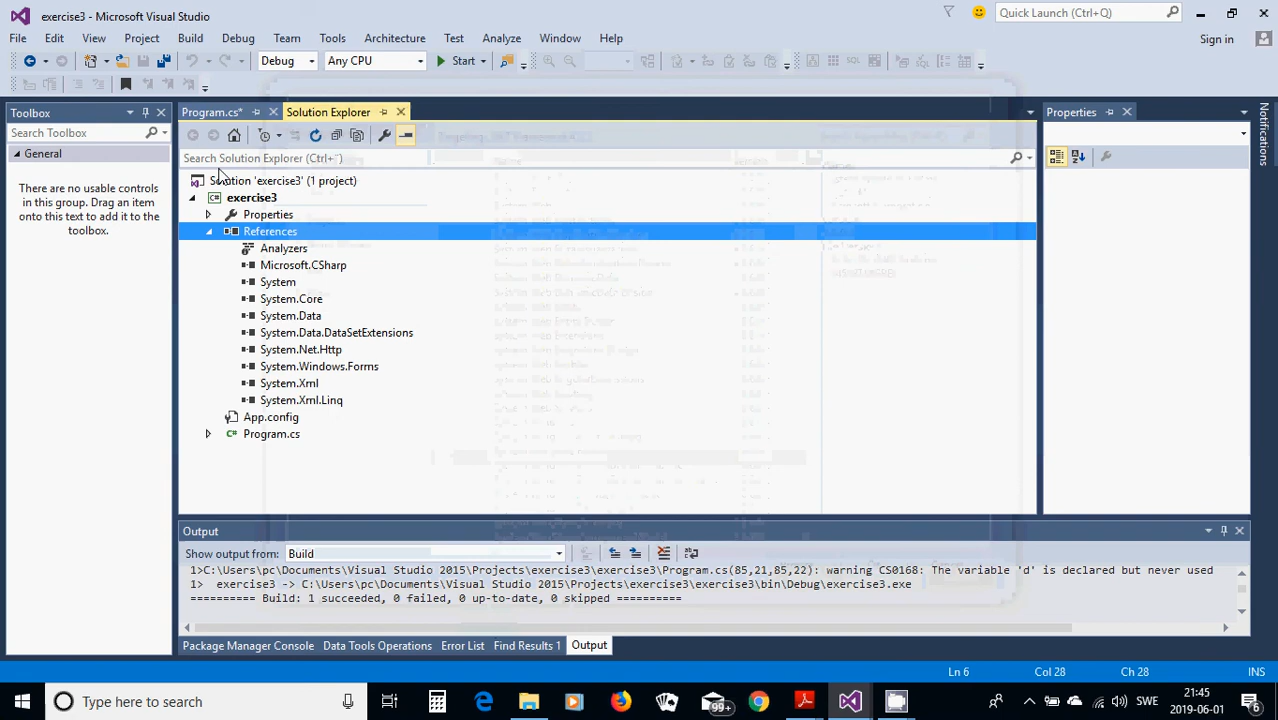 exercise3 - Microsoft Visual Studio
Quick Launch (Ctrl+Q)
File Edit View Project Build Debug Team Tools Architecture Test Analyze Window Help
Sign in
Debug Any CPU Start
Toolbox
Program.cs* Solution Explorer
Properties
Notifications
Search Toolbox
General
There are no usable controls
in this group. Drag an item
onto this text to add it to the
toolbox.
Search Solution Explorer (Ctrl+¨)
Solution 'exercise3' (1 project)
exercise3
Properties
References
Analyzers
Microsoft.CSharp
System
System.Core
System.Data
System.Data.DataSetExtensions
System.Net.Http
System.Windows.Forms
System.Xml
System.Xml.Linq
App.config
Program.cs
Output
Show output from: Build
1>C:\Users\pc\Documents\Visual Studio 2015\Projects\exercise3\exercise3\Program.cs(85,21,85,22): warning CS0168: The variable 'd' is declared but never used
1> exercise3 -> C:\Users\pc\Documents\Visual Studio 2015\Projects\exercise3\exercise3\bin\Debug\exercise3.exe
========== Build: 1 succeeded, 0 failed, 0 up-to-date, 0 skipped ==========
Package Manager Console Data Tools Operations Error List Find Results 1 Output
Ln 6 Col 28 Ch 28 INS
Type here to search
99+
SWE
21:45
2019-06-01
6